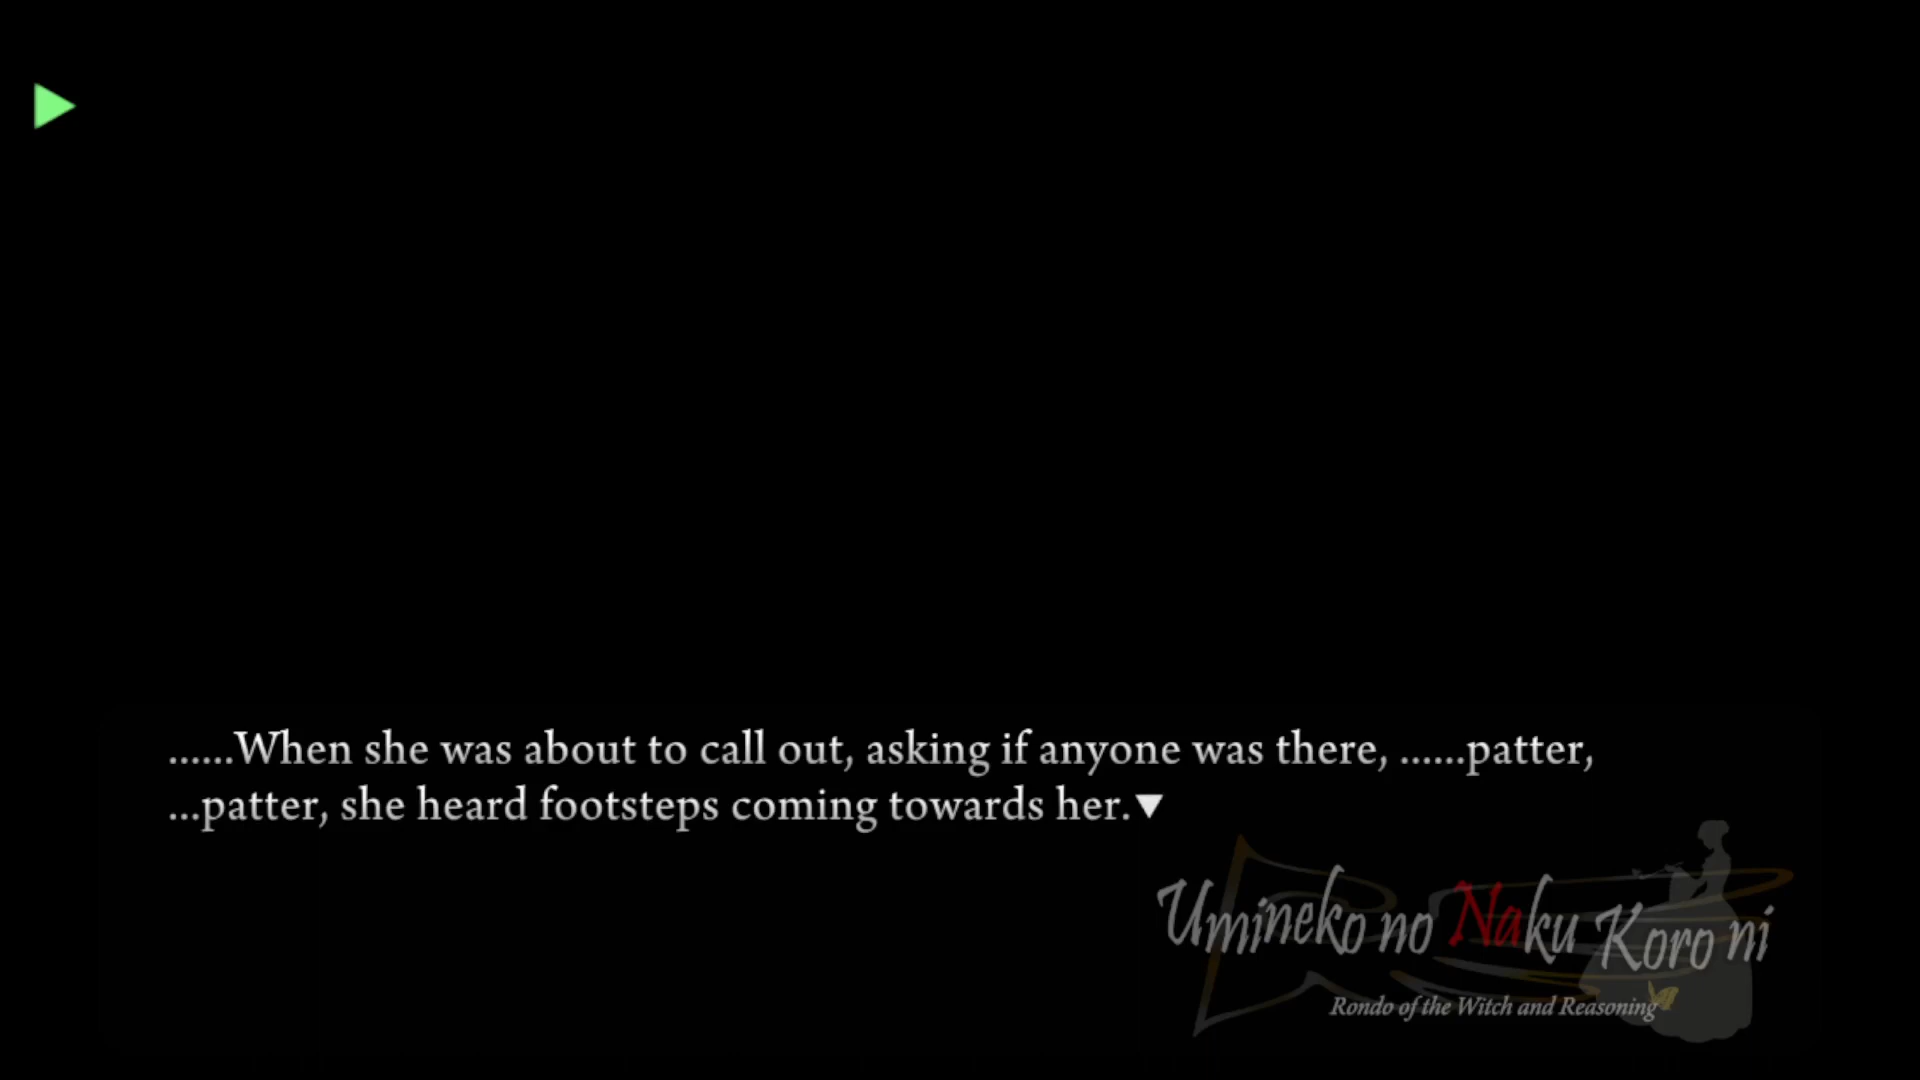 ......When she was about to call out, asking if anyone was there, ......patter,
...patter, she heard footsteps coming towards her.▼
Umineko no Naku Koro ni
Rondo of the Witch and Reasoning